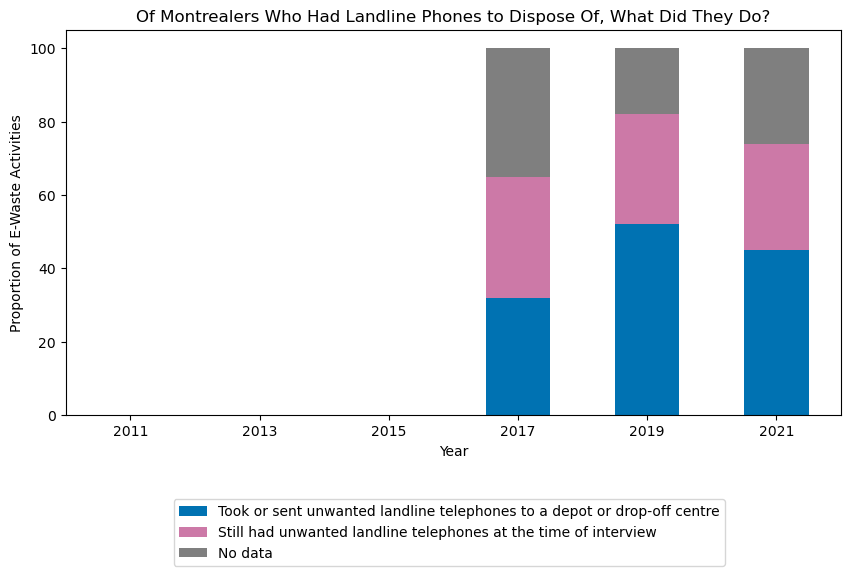 Of Montrealers Who Had Landline Phones to Dispose Of, What Did They Do?
Proportion of E-Waste Activities
100
80
60
40
20
0
2011 2013 2015 2017 2019 2021
Year
Took or sent unwanted landline telephones to a depot or drop-off centre
Still had unwanted landline telephones at the time of interview
No data